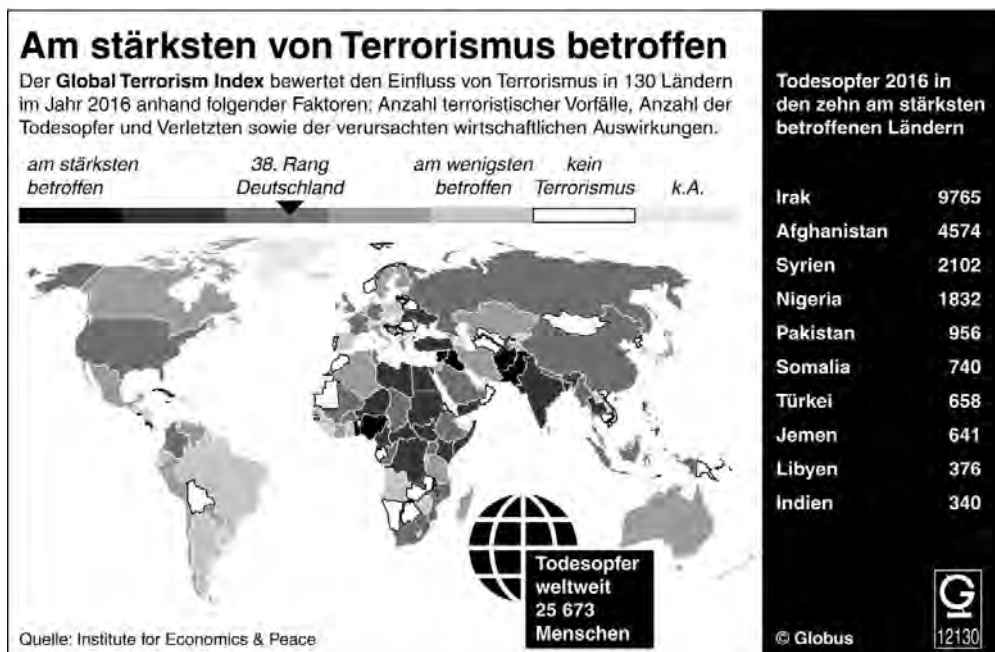 Am stärksten von Terrorismus betroffen
Der Global Terrorism Index bewertet den Einfluss von Terrorismus in 130 Ländern
im Jahr 2016 anhand folgender Faktoren: Anzahl terroristischer Vorfälle, Anzahl der
Todesopfer und Verletzten sowie der verursachten wirtschaftlichen Auswirkungen.
am stärksten
betroffen
38. Rang
Deutschland
am wenigsten
betroffen
kein
Terrorismus
k.A.
Todesopfer
weltweit
25 673
Menschen
Quelle: Institute for Economics & Peace
Todesopfer 2016 in
den zehn am stärksten
betroffenen Ländern
Irak 9765
Afghanistan 4574
Syrien 2102
Nigeria 1832
Pakistan 956
Somalia 740
Türkei 658
Jemen 641
Libyen 376
Indien 340
© Globus
G
12130